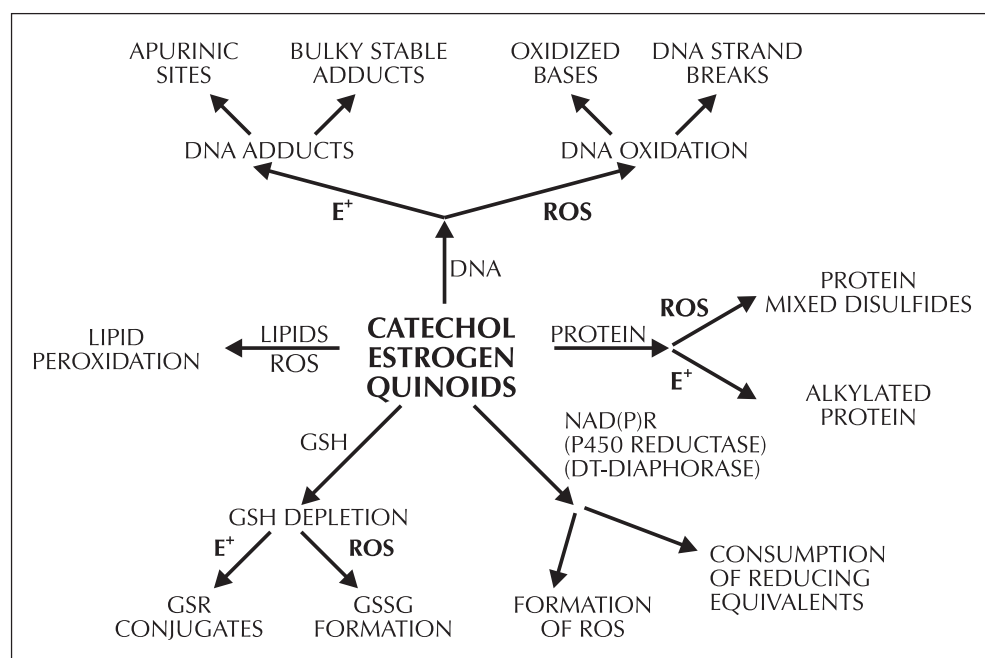 APURINIC
SITES
BULKY STABLE
ADDUCTS
OXIDIZED
BASES
DNA STRAND
BREAKS
DNA ADDUCTS
DNA OXIDATION
E+
ROS
DNA
CATECHOL
ESTROGEN
QUINOIDS
LIPIDS
ROS
LIPID
PEROXIDATION
PROTEIN
ROS
E+
PROTEIN
MIXED DISULFIDES
ALKYLATED
PROTEIN
GSH
NAD(P)R
(P450 REDUCTASE)
(DT-DIAPHORASE)
GSH DEPLETION
E+
ROS
GSR
CONJUGATES
GSSG
FORMATION
FORMATION
OF ROS
CONSUMPTION
OF REDUCING
EQUIVALENTS